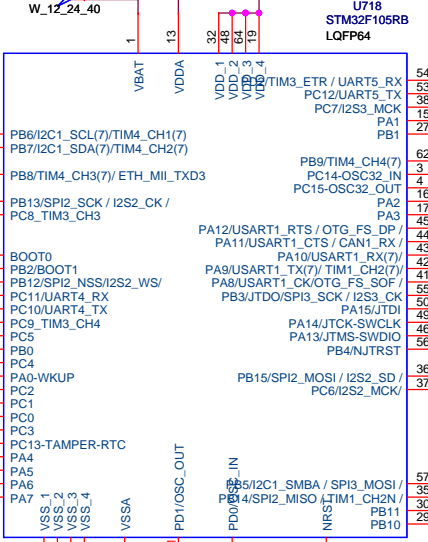 W_12_24_40
U718
STM32F105RB
LQFP64
1
13
32
48
64
19
VBAT
VDDA
VDD_1
VDD_2
VDD_3
VDD_4
PD2/TIM3_ETR / UART5_RX
54
PC12/UART5_TX
53
PC7/I2S3_MCK
38
PA1
15
PB1
27
PB6/I2C1_SCL(7)/TIM4_CH1(7)
PB7/I2C1_SDA(7)/TIM4_CH2(7)
PB9/TIM4_CH4(7)
62
PB8/TIM4_CH3(7)/ ETH_MII_TXD3
PC14-OSC32_IN
3
PC15-OSC32_OUT
4
PB13/SPI2_SCK / I2S2_CK /
PA2
16
PC8_TIM3_CH3
PA3
17
PA12/USART1_RTS / OTG_FS_DP /
45
PA11/USART1_CTS / CAN1_RX /
44
BOOT0
PA10/USART1_RX(7)/
43
PB2/BOOT1
PA9/USART1_TX(7)/ TIM1_CH2(7)/
42
PB12/SPI2_NSS/I2S2_WS/
PA8/USART1_CK/OTG_FS_SOF /
41
PC11/UART4_RX
PB3/JTDO/SPI3_SCK / I2S3_CK
55
PC10/UART4_TX
PA15/JTDI
50
PC9_TIM3_CH4
PA14/JTCK-SWCLK
49
PC5
PA13/JTMS-SWDIO
46
PB0
PB4/NJTRST
56
PC4
PA0-WKUP
PB15/SPI2_MOSI / I2S2_SD /
36
PC2
PC6/I2S2_MCK/
37
PC1
PC0
PC3
PC13-TAMPER-RTC
PA4
PA5
PA6
PB5/I2C1_SMBA / SPI3_MOSI /
57
PA7
PB14/SPI2_MISO / TIM1_CH2N /
35
PB11
30
PB10
29
VSS_1
VSS_2
VSS_3
VSS_4
VSSA
PD1/OSC_OUT
PD0/OSC_IN
NRST